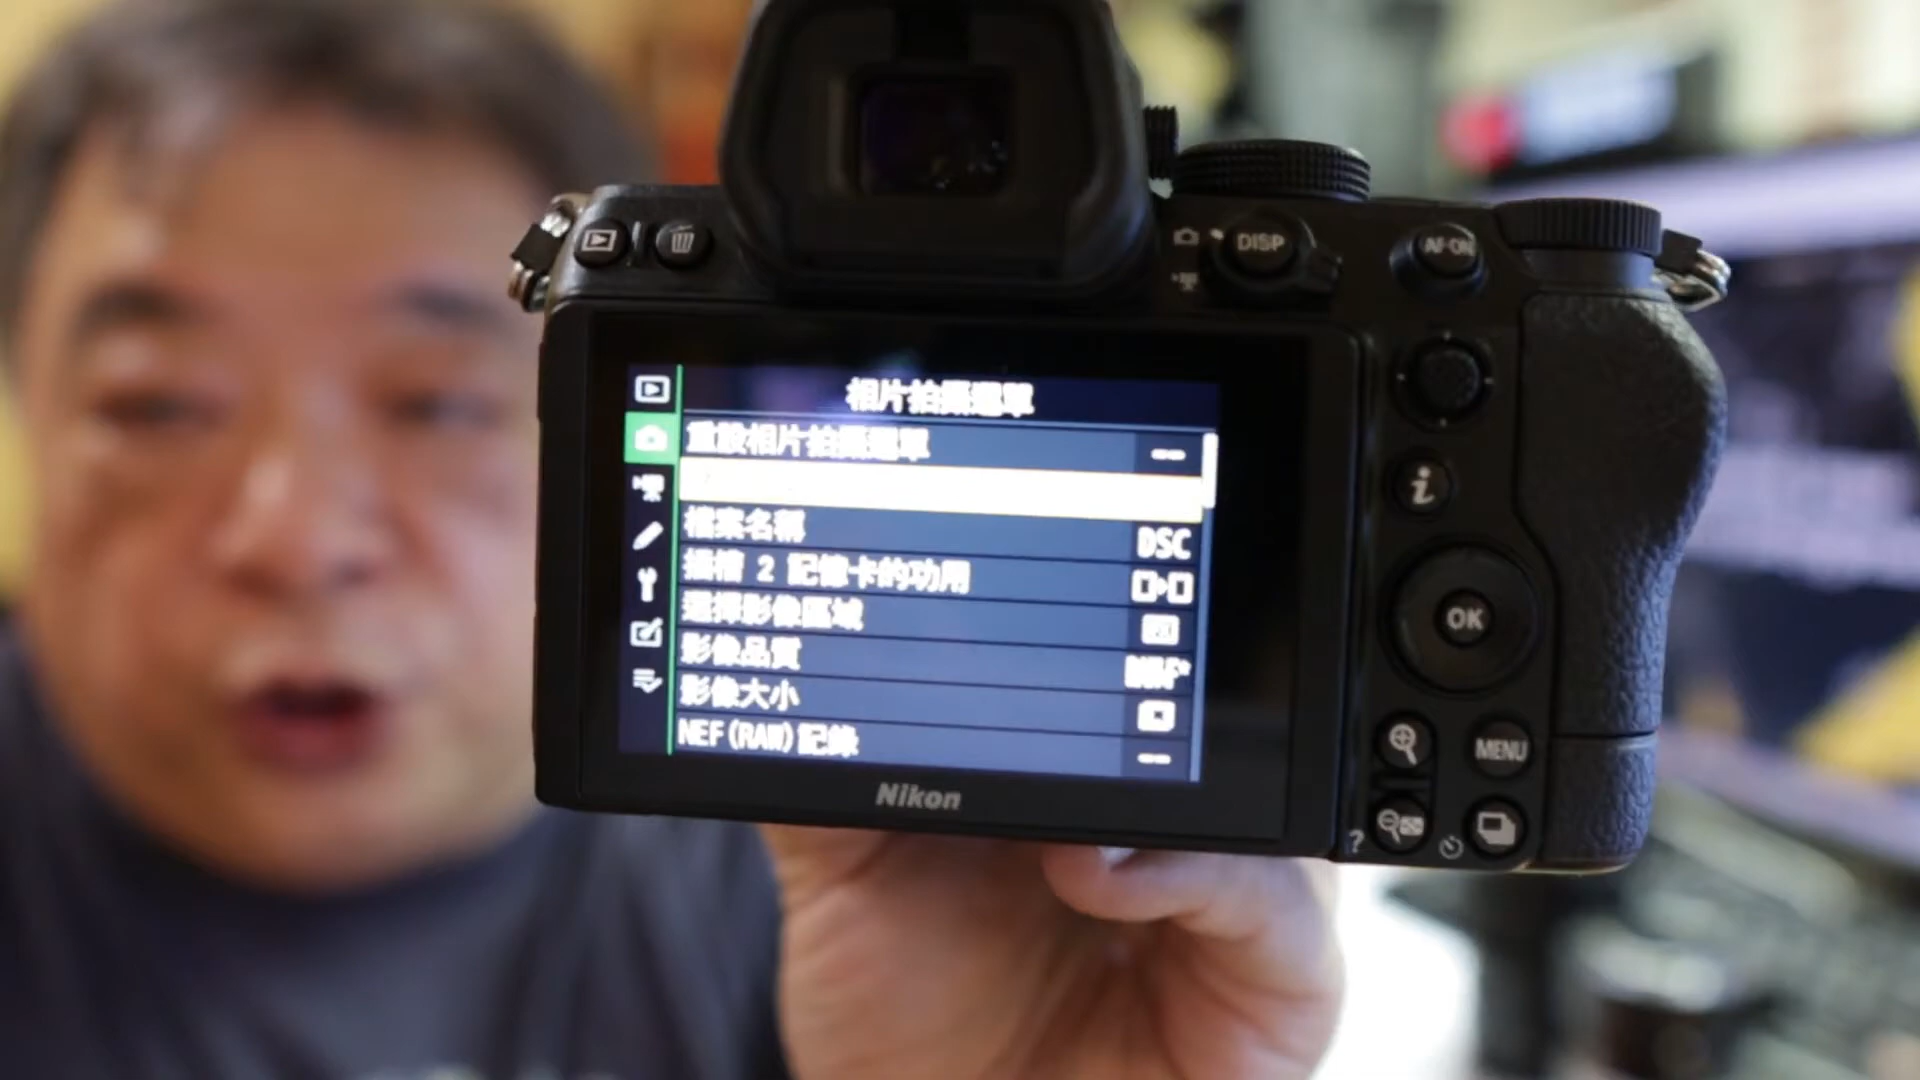 DISP
AF-ON
相片拍攝選單
重設相片拍攝選單 --
檔案名稱 DSC
插槽 2 記憶卡的功用
選擇影像區域
影像品質
影像大小
NEF(RAW)記錄 --
i
OK
MENU
Nikon
?